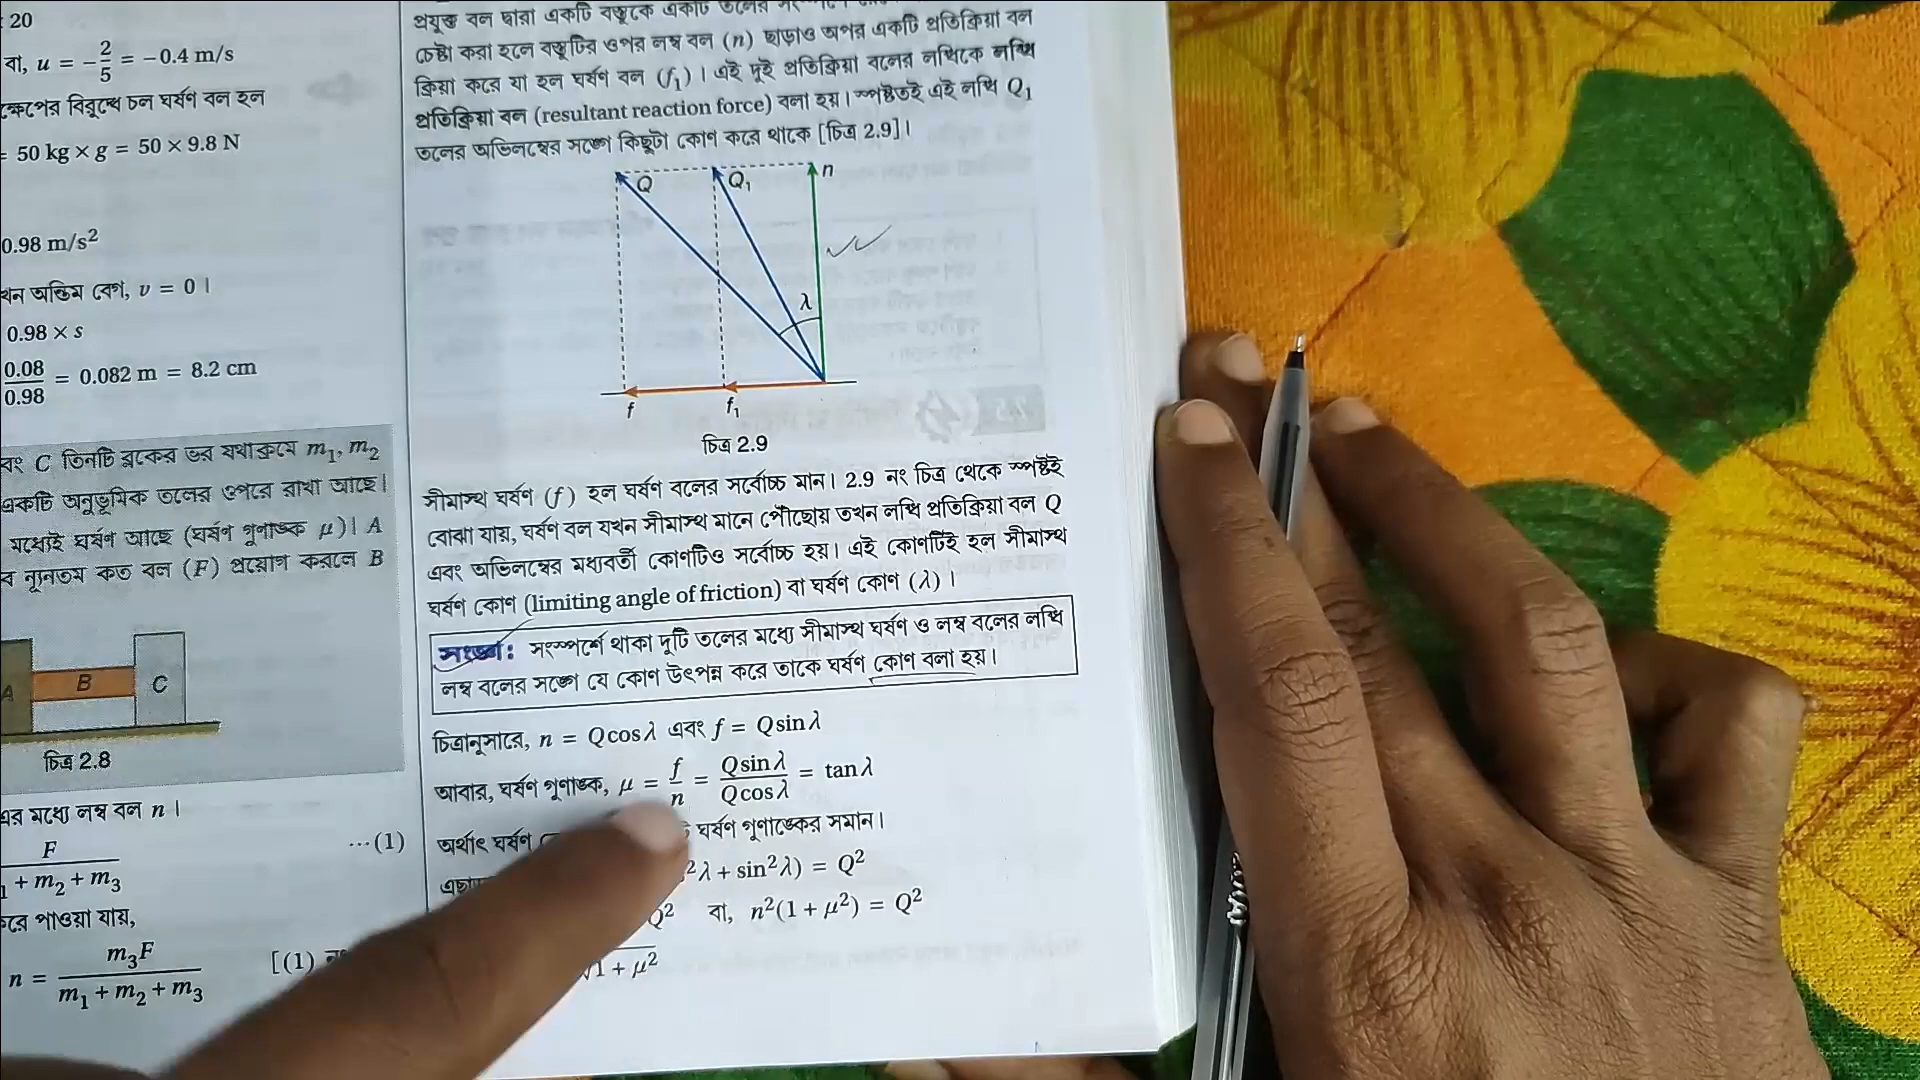 : 20
বা, u = -2/5 = -0.4 m/s
ক্ষেপের বিরুদ্ধে চল ঘর্ষণ বল হল
= 50 kg × g = 50 × 9.8 N
0.98 m/s²
অন্তিম বেগ, v = 0 ।
0.98 × s
0.08/0.98 = 0.082 m = 8.2 cm
C তিনটি ব্লকের ভর যথাক্রমে m₁, m₂
একটি অনুভূমিক তলের ওপরে রাখা আছে।
মধ্যেই ঘর্ষণ আছে (ঘর্ষণ গুণাঙ্ক μ)। A
ন্যূনতম কত বল (F) প্রয়োগ করলে B
A B C
চিত্র 2.8
এর মধ্যে লম্ব বল n ।
F
...(1)
+ m₂ + m₃
করে পাওয়া যায়,
n = m₃F/(m₁ + m₂ + m₃) [(1)
প্রযুক্ত বল দ্বারা একটি বস্তুকে একটি তলের
চেষ্টা করা হলে বস্তুটির ওপর লম্ব বল (n) ছাড়াও অপর একটি প্রতিক্রিয়া বল
ক্রিয়া করে যা হল ঘর্ষণ বল (f₁) । এই দুই প্রতিক্রিয়া বলের লব্ধিকে লব্ধি
প্রতিক্রিয়া বল (resultant reaction force) বলা হয়। স্পষ্টতই এই লব্ধি Q₁
তলের অভিলম্বের সঙ্গে কিছুটা কোণ করে থাকে [চিত্র 2.9]।
Q Q₁ n
λ
f f₁
চিত্র 2.9
সীমাস্থ ঘর্ষণ (f) হল ঘর্ষণ বলের সর্বোচ্চ মান। 2.9 নং চিত্র থেকে স্পষ্টই
বোঝা যায়, ঘর্ষণ বল যখন সীমাস্থ মানে পৌঁছোয় তখন লব্ধি প্রতিক্রিয়া বল Q
এবং অভিলম্বের মধ্যবর্তী কোণটিও সর্বোচ্চ হয়। এই কোণটিই হল সীমাস্থ
ঘর্ষণ কোণ (limiting angle of friction) বা ঘর্ষণ কোণ (λ) ।
সংজ্ঞা: সংস্পর্শে থাকা দুটি তলের মধ্যে সীমাস্থ ঘর্ষণ ও লম্ব বলের লব্ধি
লম্ব বলের সঙ্গে যে কোণ উৎপন্ন করে তাকে ঘর্ষণ কোণ বলা হয়।
চিত্রানুসারে, n = Qcosλ এবং f = Qsinλ
আবার, ঘর্ষণ গুণাঙ্ক, μ = f/n = Qsinλ/Qcosλ = tanλ
অর্থাৎ ঘর্ষণ ঘর্ষণ গুণাঙ্কের সমান।
²λ + sin²λ) = Q²
Q² বা, n²(1 + μ²) = Q²
√1 + μ²